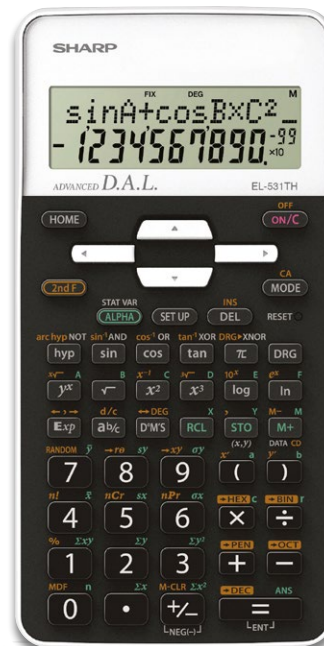 SHARP
FIX DEG M
sinA+cosB×C²_
-1234567890.×10-99
ADVANCED D.A.L. EL-531TH
OFF
HOME ON/C
CA
2nd F MODE
STAT VAR INS
ALPHA SET UP DEL RESET
arc hyp NOT sin⁻¹ AND cos⁻¹ OR tan⁻¹ XOR DRG▸ XNOR
hyp sin cos tan π DRG
ˣ√ A B x⁻¹ C ³√ D 10ˣ E eˣ F
yˣ √ x² x³ log ln
←,→ d/c ⇔DEG X , Y M− M
Exp ab/c D°M'S RCL STO M+
(x,y) DATA CD
RANDOM ȳ →rθ sy →xy σy x' a y' b
7 8 9 ( )
n! x̄ nCr sx nPr σx →HEX c →BIN r
4 5 6 × ÷
% Σxy Σy Σy² →PEN →OCT
1 2 3 + −
MDF n Σx M-CLR Σx² →DEC ANS
0 • +/− =
NEG(−) ENT